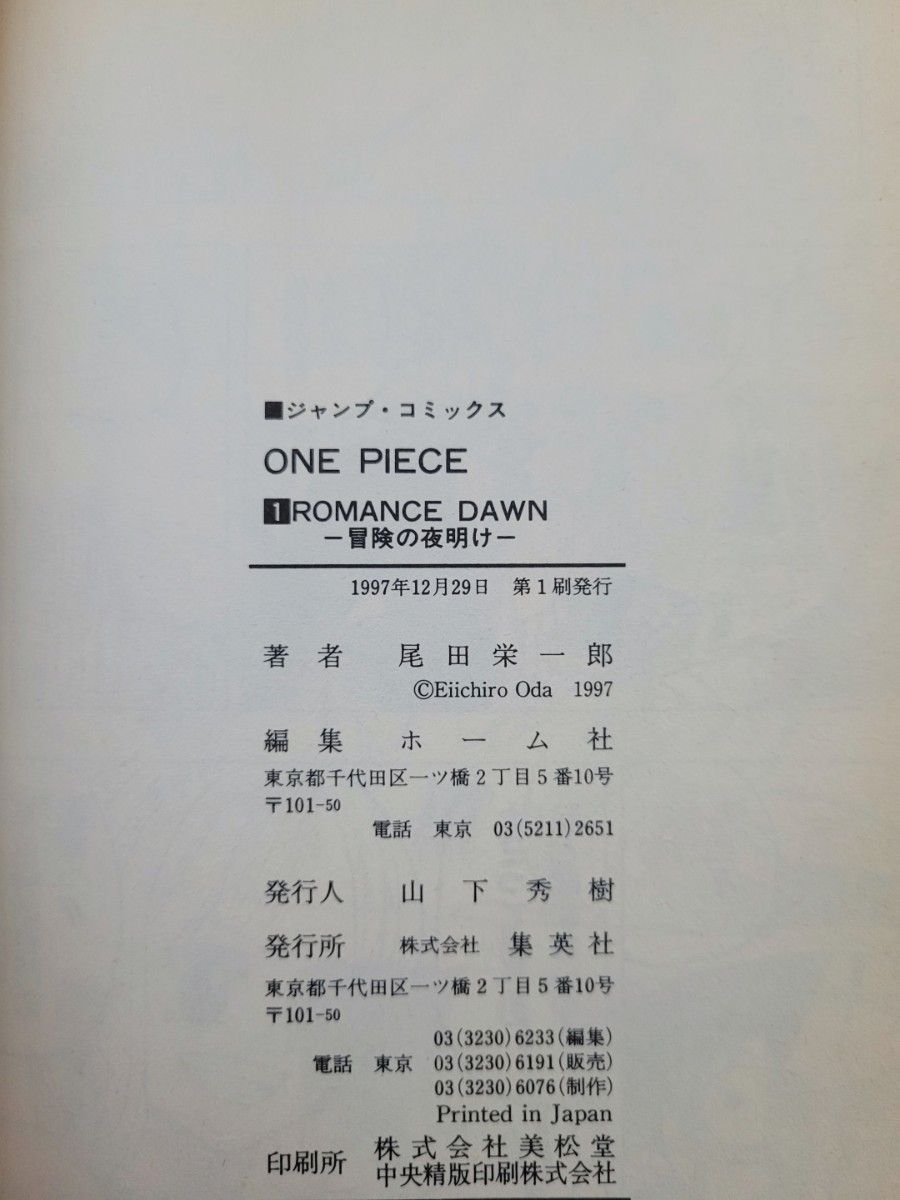 ■ジャンプ・コミックス
ONE PIECE
1 ROMANCE DAWN
－冒険の夜明け－
1997年12月29日 第1刷発行
著者 尾田栄一郎
©Eiichiro Oda 1997
編集 ホーム社
東京都千代田区一ツ橋2丁目5番10号
〒101-50
電話 東京 03(5211)2651
発行人 山下秀樹
発行所 株式会社 集英社
東京都千代田区一ツ橋2丁目5番10号
〒101-50
03(3230)6233(編集)
電話 東京 03(3230)6191(販売)
03(3230)6076(制作)
Printed in Japan
印刷所 株式会社美松堂
中央精版印刷株式会社